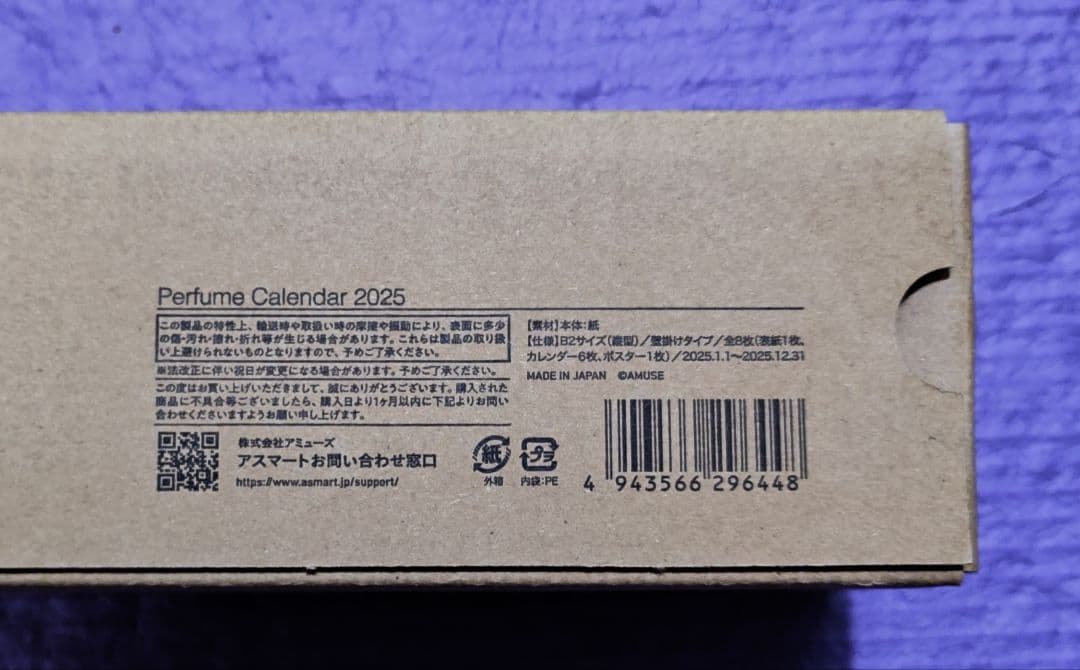 Perfume Calendar 2025
この製品の特性上、輸送時や取扱い時の摩擦や振動により、表面に多少
の傷・汚れ・擦れ・折れ等が生じる場合があります。これらは製品の取り扱
い上避けられないものとなりますので、予めご了承ください。
※法改正に伴い祝日が変更になる場合があります。予めご了承ください。
この度はお買い上げいただきまして、誠にありがとうございます。購入された
商品に不具合等ございましたら、購入日より1ヶ月以内に下記よりお問い
合わせくださいますようお願い申し上げます。
株式会社アミューズ
アスマートお問い合わせ窓口
https://www.asmart.jp/support/
紙
外箱
プラ
内袋:PE
【素材】本体:紙
【仕様】B2サイズ(縦型)/壁掛けタイプ/全8枚(表紙1枚、
カレンダー6枚、ポスター1枚)/2025.1.1~2025.12.31
MADE IN JAPAN ©AMUSE
4 943566 296448